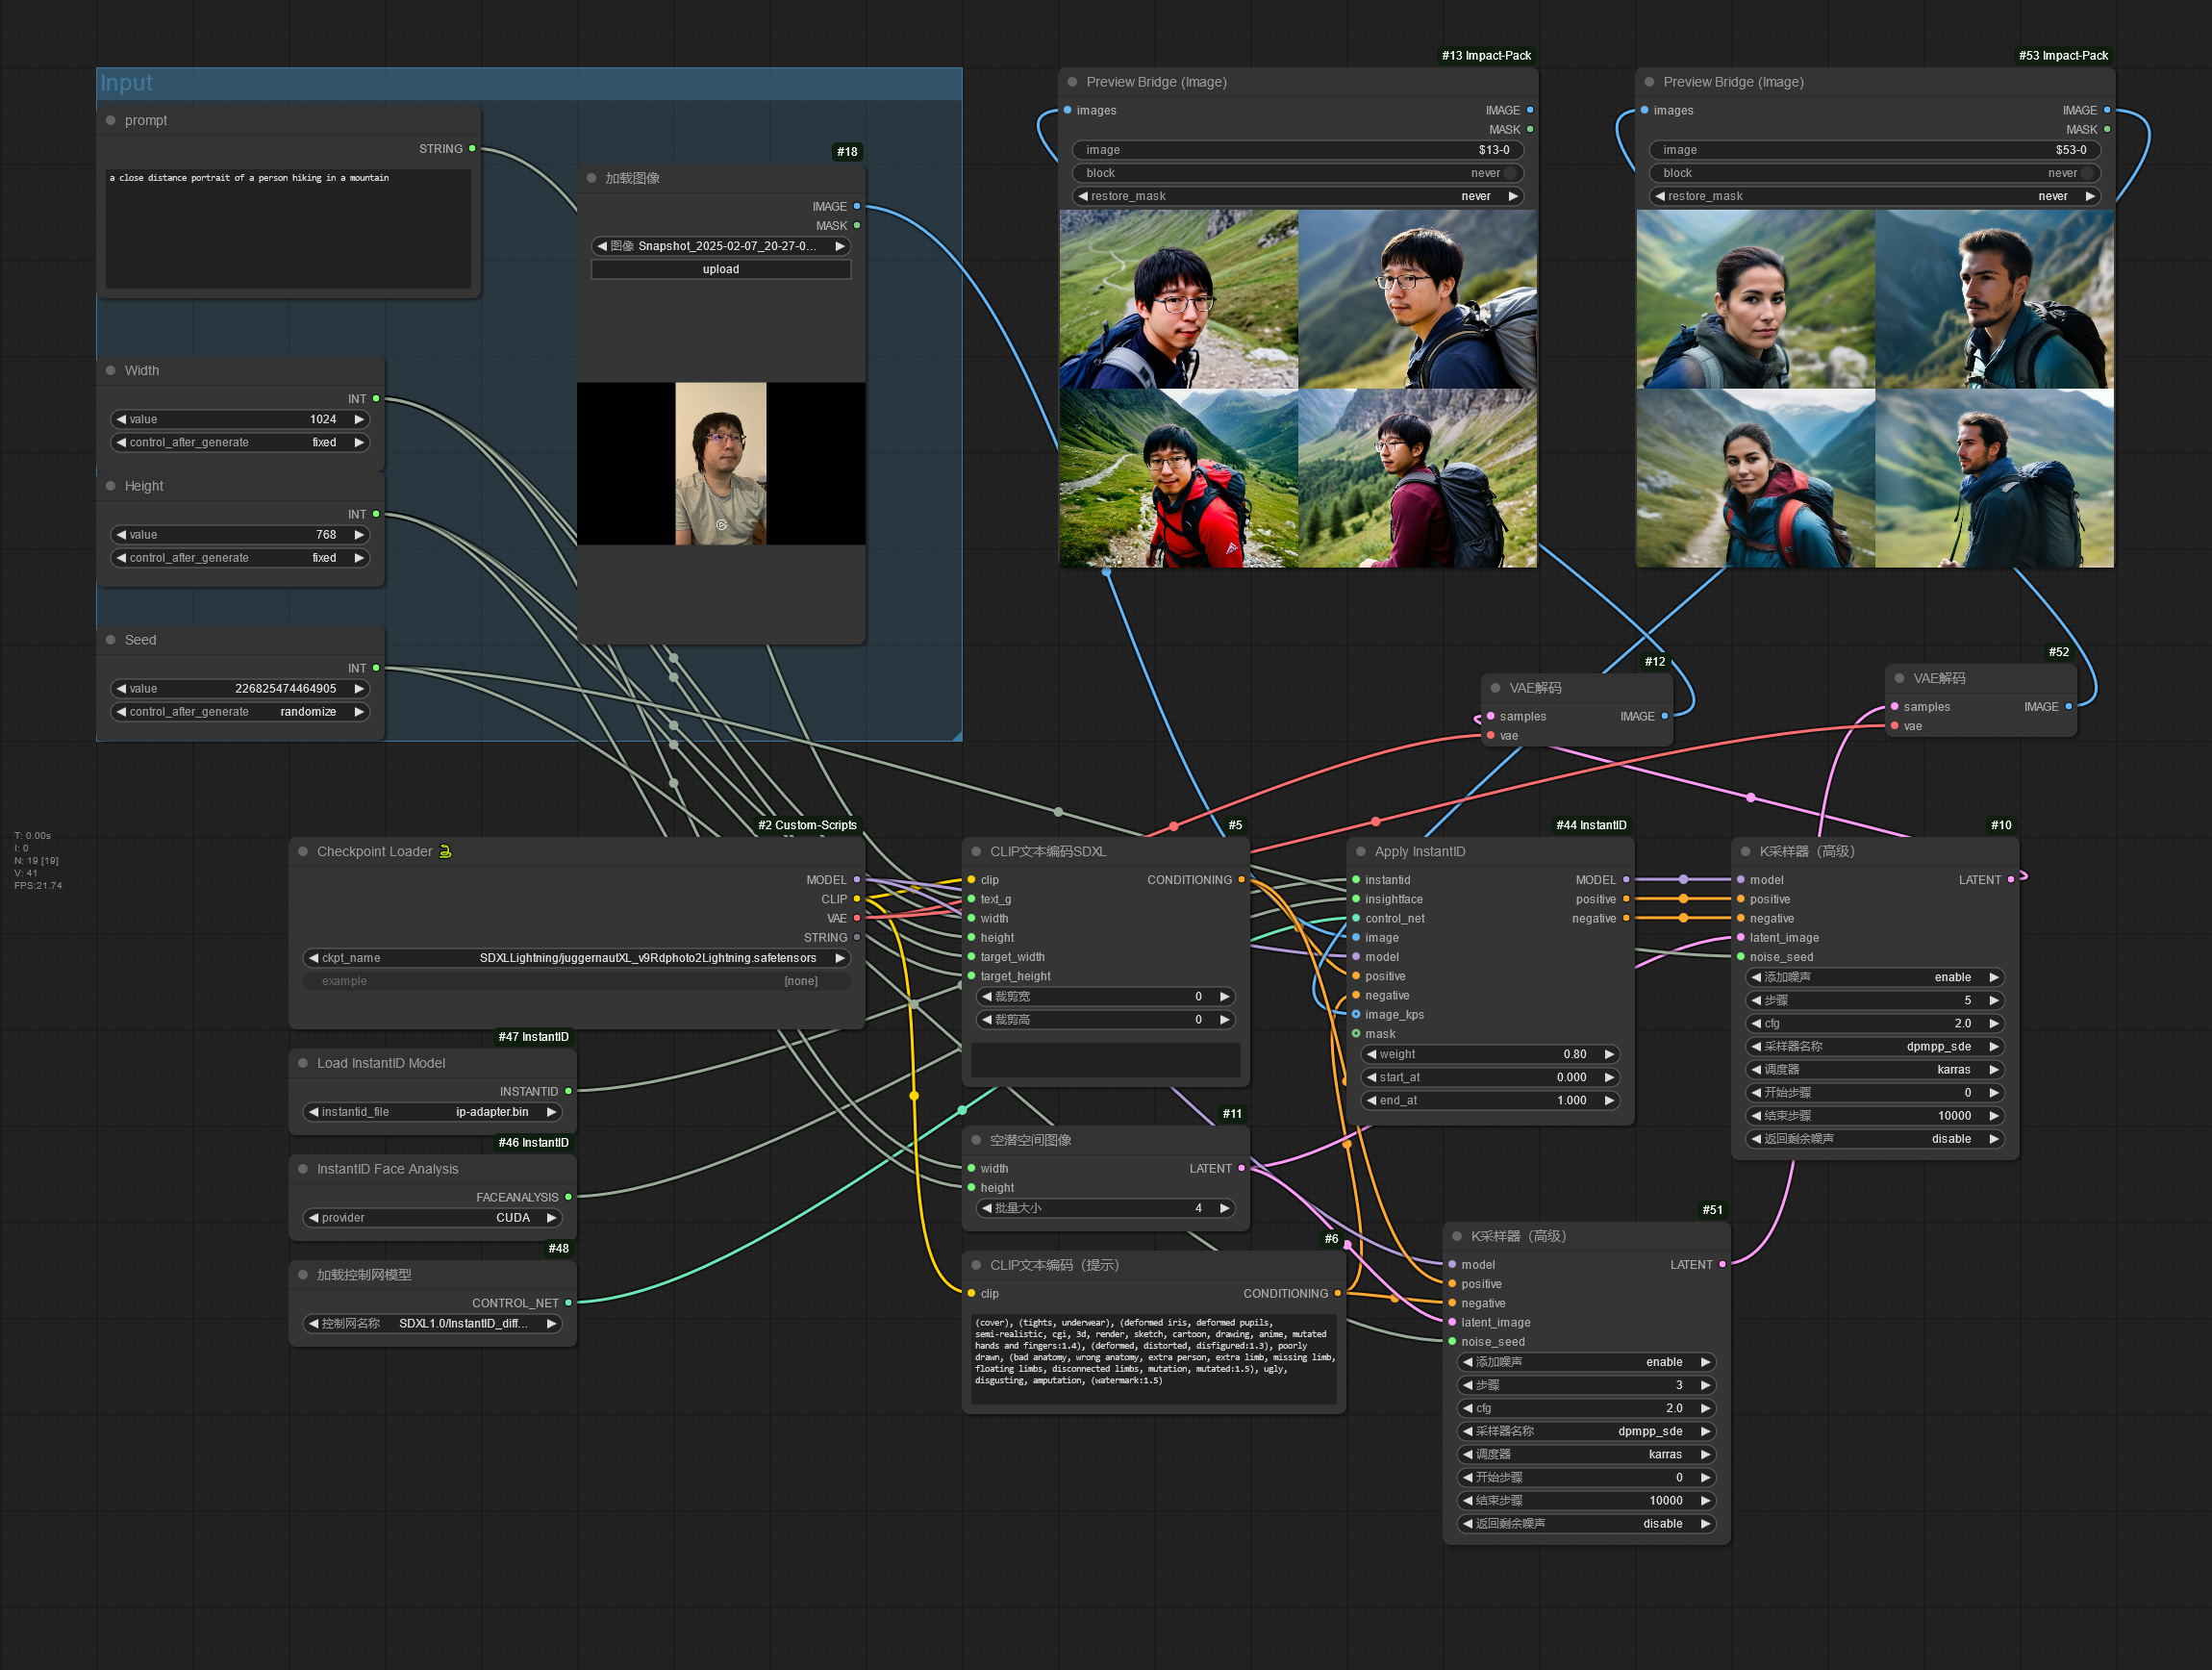 Input
prompt
STRING
a close distance portrait of a person hiking in a mountain
Width
INT
value 1024
control_after_generate fixed
Height
INT
value 768
control_after_generate fixed
Seed
INT
value 226825474464905
control_after_generate randomize
#18
加载图像
IMAGE
MASK
图像 Snapshot_2025-02-07_20-27-0...
upload
#13 Impact-Pack
Preview Bridge (Image)
images IMAGE
MASK
image $13-0
block never
restore_mask never
#53 Impact-Pack
Preview Bridge (Image)
images IMAGE
MASK
image $53-0
block never
restore_mask never
#12
VAE解码
samples IMAGE
vae
#52
VAE解码
samples IMAGE
vae
T: 0.00s
I: 0
N: 19 [19]
V: 41
FPS:21.74
#2 Custom-Scripts
Checkpoint Loader
MODEL
CLIP
VAE
STRING
ckpt_name SDXLLightning/juggernautXL_v9Rdphoto2Lightning.safetensors
example [none]
#47 InstantID
Load InstantID Model
INSTANTID
instantid_file ip-adapter.bin
#46 InstantID
InstantID Face Analysis
FACEANALYSIS
provider CUDA
#48
加载控制网模型
CONTROL_NET
控制网名称 SDXL1.0/InstantID_diff...
#5
CLIP文本编码SDXL
clip CONDITIONING
text_g
width
height
target_width
target_height
裁剪宽 0
裁剪高 0
#11
空潜空间图像
width LATENT
height
批量大小 4
#6
CLIP文本编码（提示）
clip CONDITIONING
(cover), (tights, underwear), (deformed iris, deformed pupils,
semi-realistic, cgi, 3d, render, sketch, cartoon, drawing, anime, mutated
hands and fingers:1.4), (deformed, distorted, disfigured:1.3), poorly
drawn, (bad anatomy, wrong anatomy, extra person, extra limb, missing limb,
floating limbs, disconnected limbs, mutation, mutated:1.5), ugly,
disgusting, amputation, (watermark:1.5)
#44 InstantID
Apply InstantID
instantid MODEL
insightface positive
control_net negative
image
model
positive
negative
image_kps
mask
weight 0.80
start_at 0.000
end_at 1.000
#10
K采样器（高级）
model LATENT
positive
negative
latent_image
noise_seed
添加噪声 enable
步骤 5
cfg 2.0
采样器名称 dpmpp_sde
调度器 karras
开始步骤 0
结束步骤 10000
返回剩余噪声 disable
#51
K采样器（高级）
model LATENT
positive
negative
latent_image
noise_seed
添加噪声 enable
步骤 3
cfg 2.0
采样器名称 dpmpp_sde
调度器 karras
开始步骤 0
结束步骤 10000
返回剩余噪声 disable